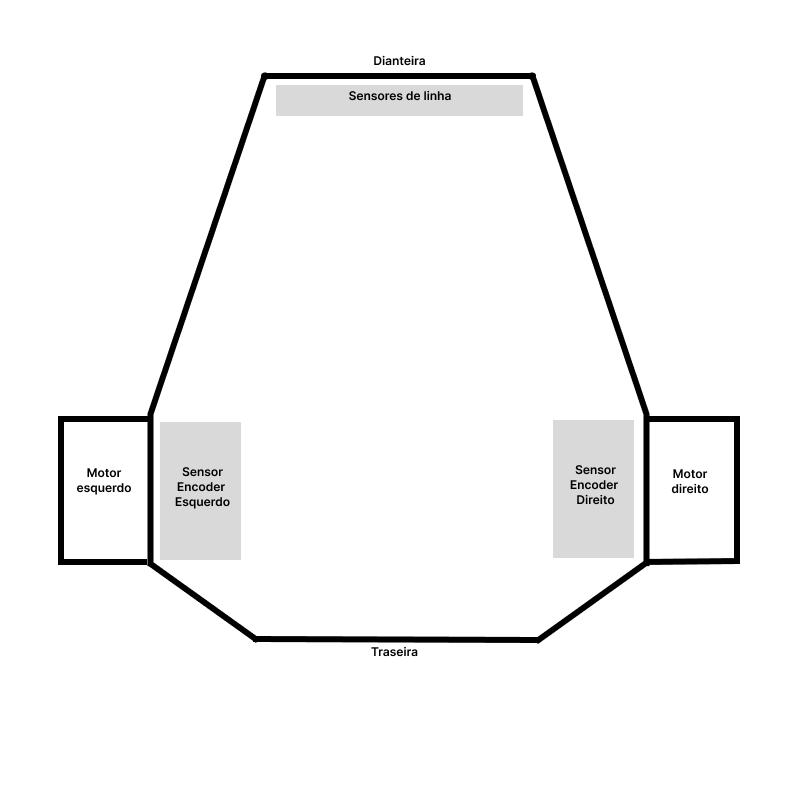 Dianteira
Sensores de linha
Motor
esquerdo
Sensor
Encoder
Esquerdo
Sensor
Encoder
Direito
Motor
direito
Traseira